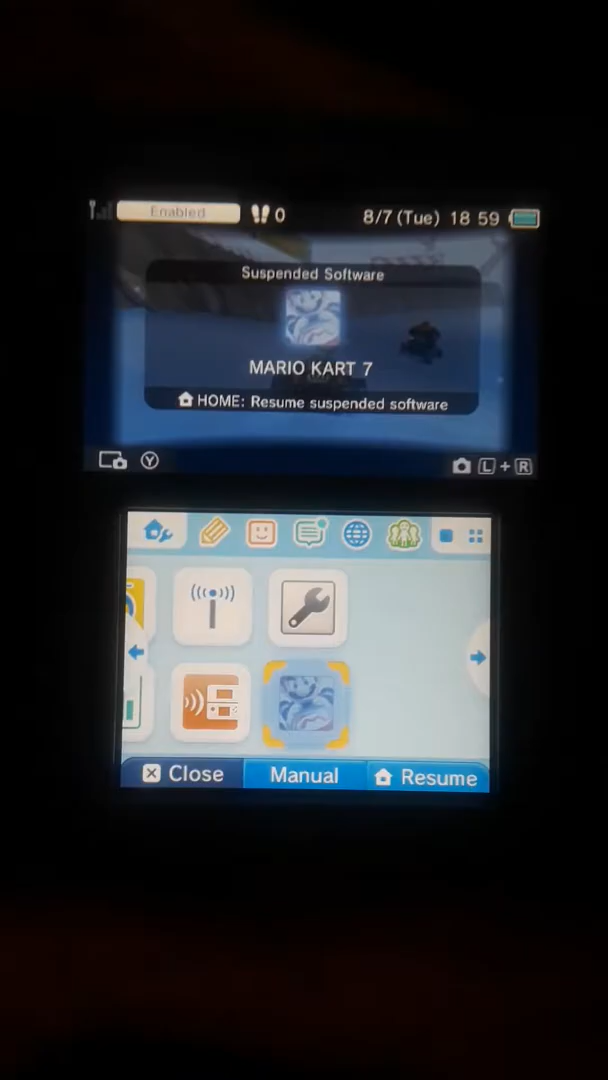 Enabled 0 8/7 (Tue) 18 59
Suspended Software
MARIO KART 7
HOME: Resume suspended software
Y L + R
X Close Manual Resume